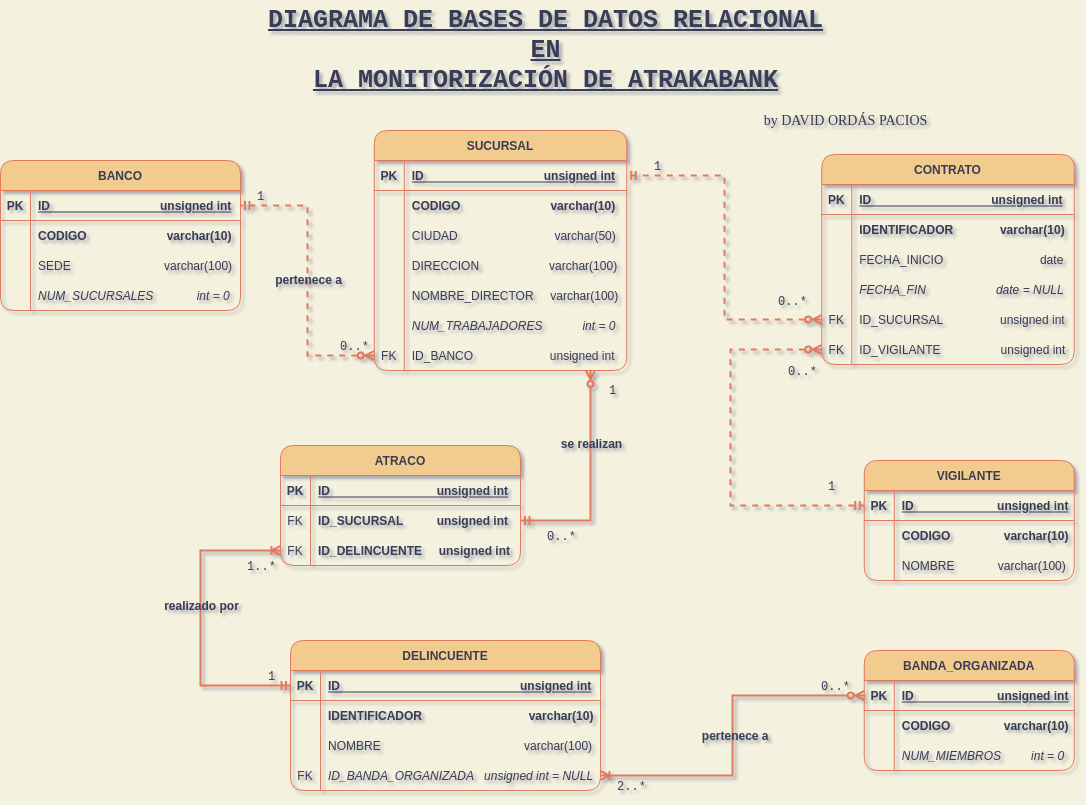 DIAGRAMA DE BASES DE DATOS RELACIONAL
EN
LA MONITORIZACIÓN DE ATRAKABANK
by DAVID ORDÁS PACIOS
BANCO
PK ID unsigned int
CODIGO varchar(10)
SEDE varchar(100)
NUM_SUCURSALES int = 0
1
pertenece a
0..*
SUCURSAL
PK ID unsigned int
CODIGO varchar(10)
CIUDAD varchar(50)
DIRECCION varchar(100)
NOMBRE_DIRECTOR varchar(100)
NUM_TRABAJADORES int = 0
FK ID_BANCO unsigned int
1
0..*
CONTRATO
PK ID unsigned int
IDENTIFICADOR varchar(10)
FECHA_INICIO date
FECHA_FIN date = NULL
FK ID_SUCURSAL unsigned int
FK ID_VIGILANTE unsigned int
0..*
1
1
se realizan
0..*
ATRACO
PK ID unsigned int
FK ID_SUCURSAL unsigned int
FK ID_DELINCUENTE unsigned int
1..*
realizado por
1
VIGILANTE
PK ID unsigned int
CODIGO varchar(10)
NOMBRE varchar(100)
DELINCUENTE
PK ID unsigned int
IDENTIFICADOR varchar(10)
NOMBRE varchar(100)
FK ID_BANDA_ORGANIZADA unsigned int = NULL
0..*
pertenece a
2..*
BANDA_ORGANIZADA
PK ID unsigned int
CODIGO varchar(10)
NUM_MIEMBROS int = 0